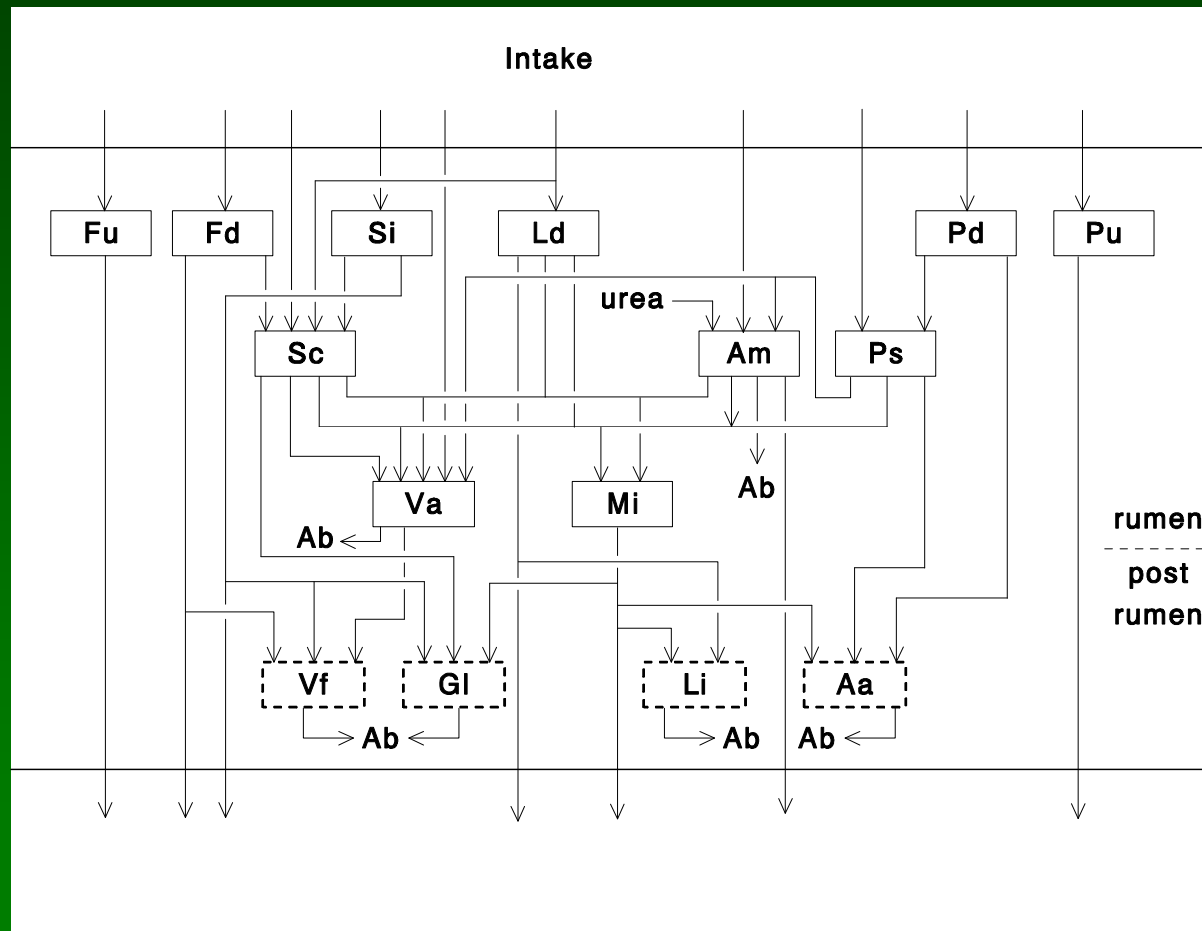 Intake
Fu
Fd
Si
Ld
Pd
Pu
urea
Sc
Am
Ps
Ab
Va
Mi
Ab
rumen
post
rumen
Vf
Gl
Li
Aa
Ab
Ab
Ab